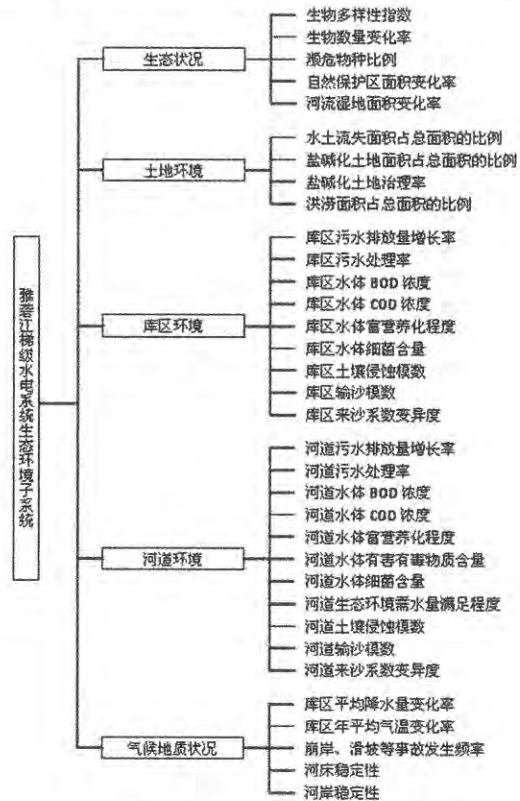 雅砻江梯级水电系统生态环境子系统
生态状况
生物多样性指数
生物数量变化率
濒危物种比例
自然保护区面积变化率
河流湿地面积变化率
土地环境
水土流失面积占总面积的比例
盐碱化土地面积占总面积的比例
盐碱化土地治理率
洪涝面积占总面积的比例
库区环境
库区污水排放量增长率
库区污水处理率
库区水体 BOD 浓度
库区水体 COD 浓度
库区水体富营养化程度
库区水体细菌含量
库区土壤侵蚀模数
库区输沙模数
库区来沙系数变异度
河道环境
河道污水排放量增长率
河道污水处理率
河道水体 BOD 浓度
河道水体 COD 浓度
河道水体富营养化程度
河道水体有害有毒物质含量
河道水体细菌含量
河道生态环境需水量满足程度
河道土壤侵蚀模数
河道输沙模数
河道来沙系数变异度
气候地质状况
库区平均降水量变化率
库区年平均气温变化率
崩岸、滑坡等事故发生频率
河床稳定性
河岸稳定性